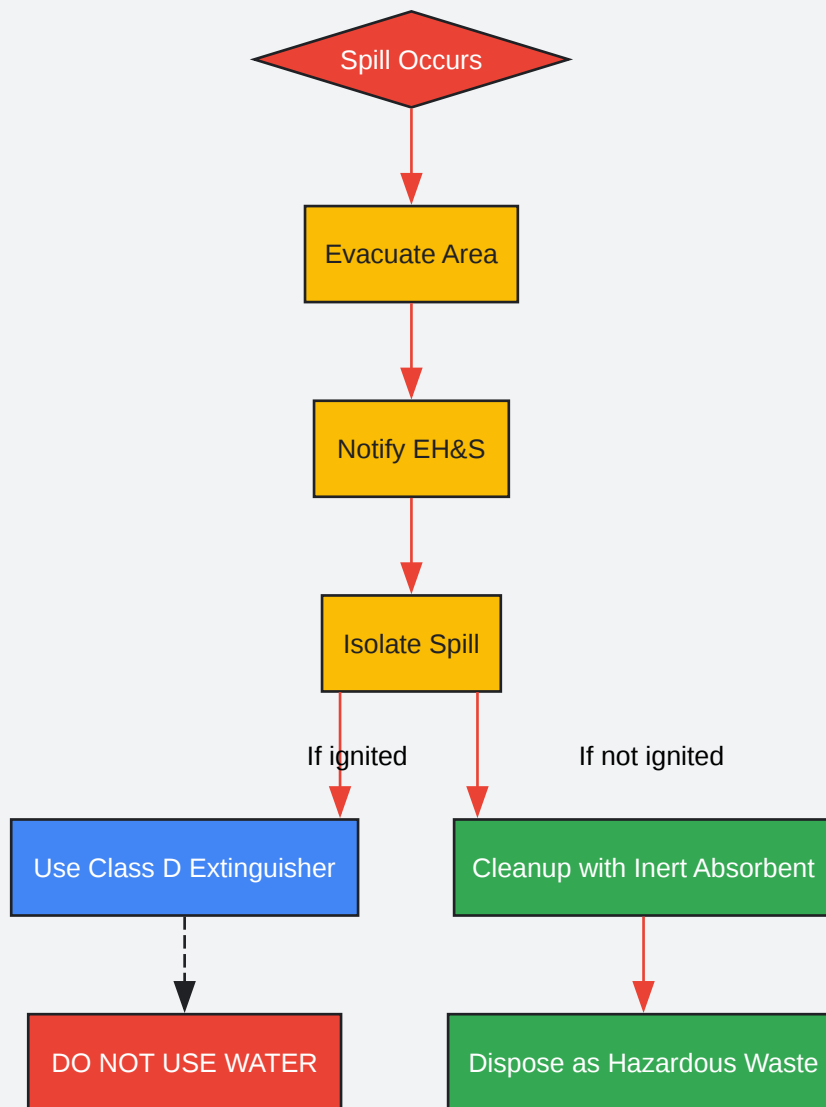 Spill Occurs
Evacuate Area
Notify EH&S
Isolate Spill
If ignited
If not ignited
Use Class D Extinguisher
Cleanup with Inert Absorbent
DO NOT USE WATER
Dispose as Hazardous Waste